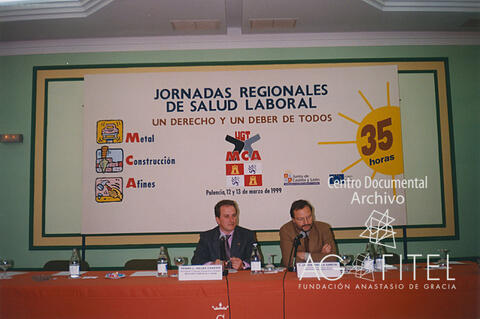 JORNADAS REGIONALES
DE SALUD LABORAL
UN DERECHO Y UN DEBER DE TODOS
Metal
Construcción
Afines
UGT
MCA
Palencia, 12 y 13 de marzo de 1999
Junta de
Castilla y León
35
horas
Centro Documental
Archivo
AGFITEL
FUNDACIÓN ANASTASIO DE GRACIA